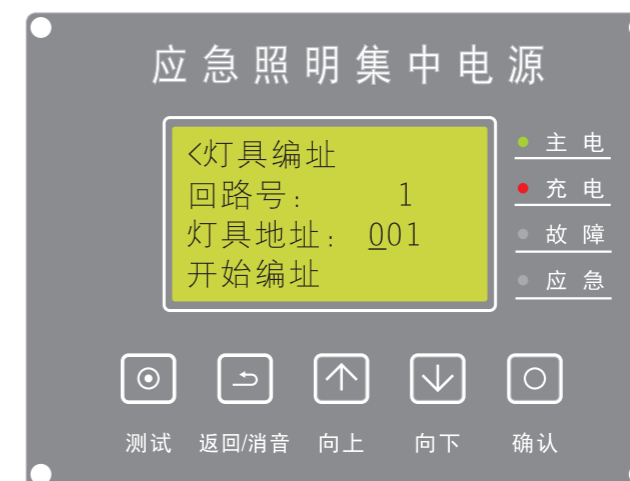 应急照明集中电源
<灯具编址
回路号: 1
灯具地址: 001
开始编址
主 电
充 电
故 障
应 急
测试 返回/消音 向上 向下 确认